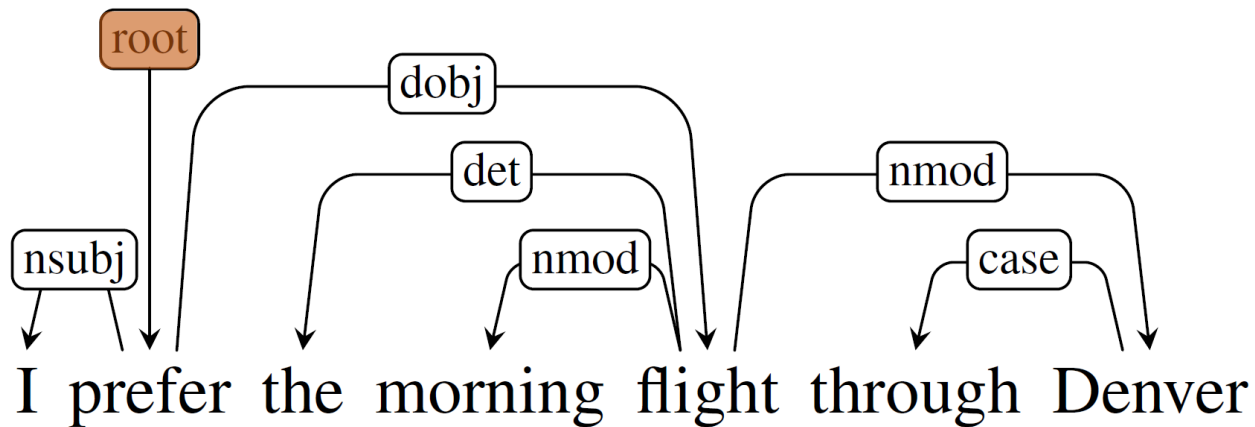 root
dobj
det
nmod
nsubj
nmod
case
I prefer the morning flight through Denver